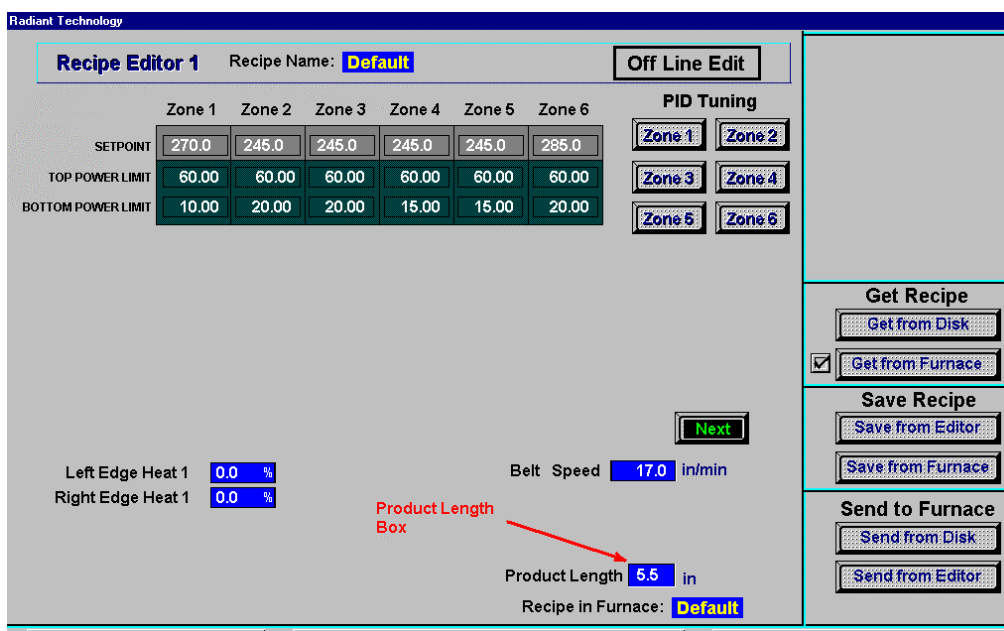 Radiant Technology
Recipe Editor 1 Recipe Name: Default Off Line Edit
PID Tuning
Zone 1 Zone 2 Zone 3 Zone 4 Zone 5 Zone 6
SETPOINT 270.0 245.0 245.0 245.0 245.0 285.0
TOP POWER LIMIT 60.00 60.00 60.00 60.00 60.00 60.00
BOTTOM POWER LIMIT 10.00 20.00 20.00 15.00 15.00 20.00
Zone 1 Zone 2
Zone 3 Zone 4
Zone 5 Zone 6
Get Recipe
Get from Disk
Get from Furnace
Save Recipe
Save from Editor
Save from Furnace
Send to Furnace
Send from Disk
Send from Editor
Next
Left Edge Heat 1 0.0 %
Right Edge Heat 1 0.0 %
Belt Speed 17.0 in/min
Product Length
Box
Product Length 5.5 in
Recipe in Furnace: Default